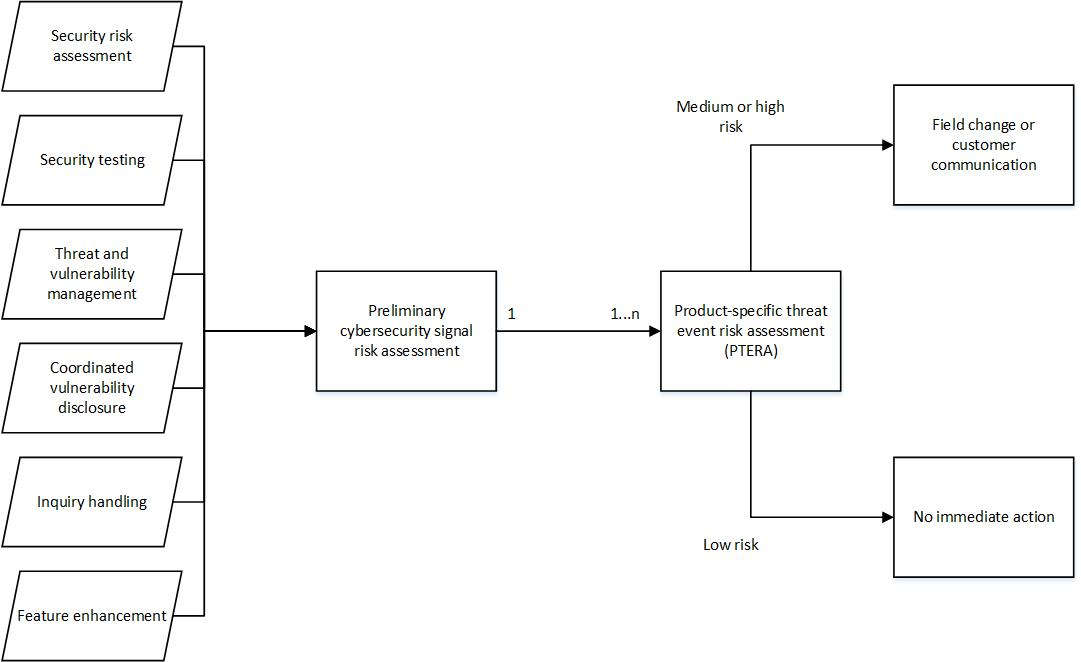 Security risk
assessment
Security testing
Threat and
vulnerability
management
Coordinated
vulnerability
disclosure
Inquiry handling
Feature enhancement
Preliminary
cybersecurity signal
risk assessment
1
1...n
Product-specific threat
event risk assessment
(PTERA)
Medium or high
risk
Field change or
customer
communication
Low risk
No immediate action